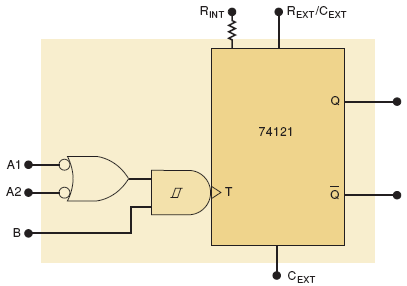 RINT
REXT/CEXT
Q
74121
A1
A2
T
Q̅
B
CEXT